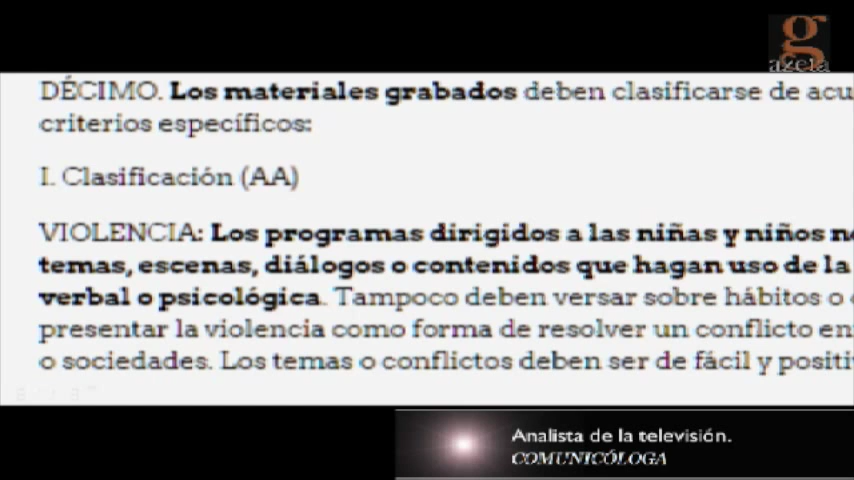 g
azela
DÉCIMO. Los materiales grabados deben clasificarse de acu
criterios específicos:
I. Clasificación (AA)
VIOLENCIA: Los programas dirigidos a las niñas y niños n
temas, escenas, diálogos o contenidos que hagan uso de la
verbal o psicológica. Tampoco deben versar sobre hábitos o
presentar la violencia como forma de resolver un conflicto en
o sociedades. Los temas o conflictos deben ser de fácil y positi
Analista de la televisión.
COMUNICÓLOGA